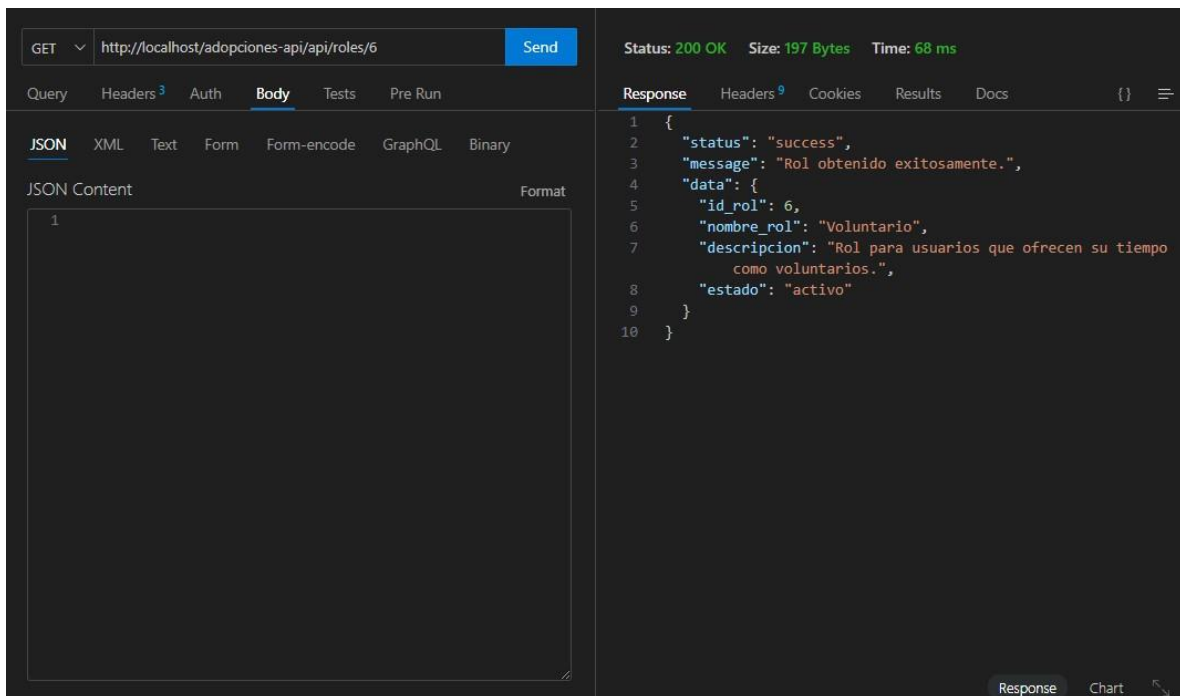 GET http://localhost/adopciones-api/api/roles/6 Send
Query Headers 3 Auth Body Tests Pre Run
JSON XML Text Form Form-encode GraphQL Binary
JSON Content Format
1
Status: 200 OK Size: 197 Bytes Time: 68 ms
Response Headers 9 Cookies Results Docs {}
1 {
2 "status": "success",
3 "message": "Rol obtenido exitosamente.",
4 "data": {
5 "id_rol": 6,
6 "nombre_rol": "Voluntario",
7 "descripcion": "Rol para usuarios que ofrecen su tiempo
como voluntarios.",
8 "estado": "activo"
9 }
10 }
Response Chart